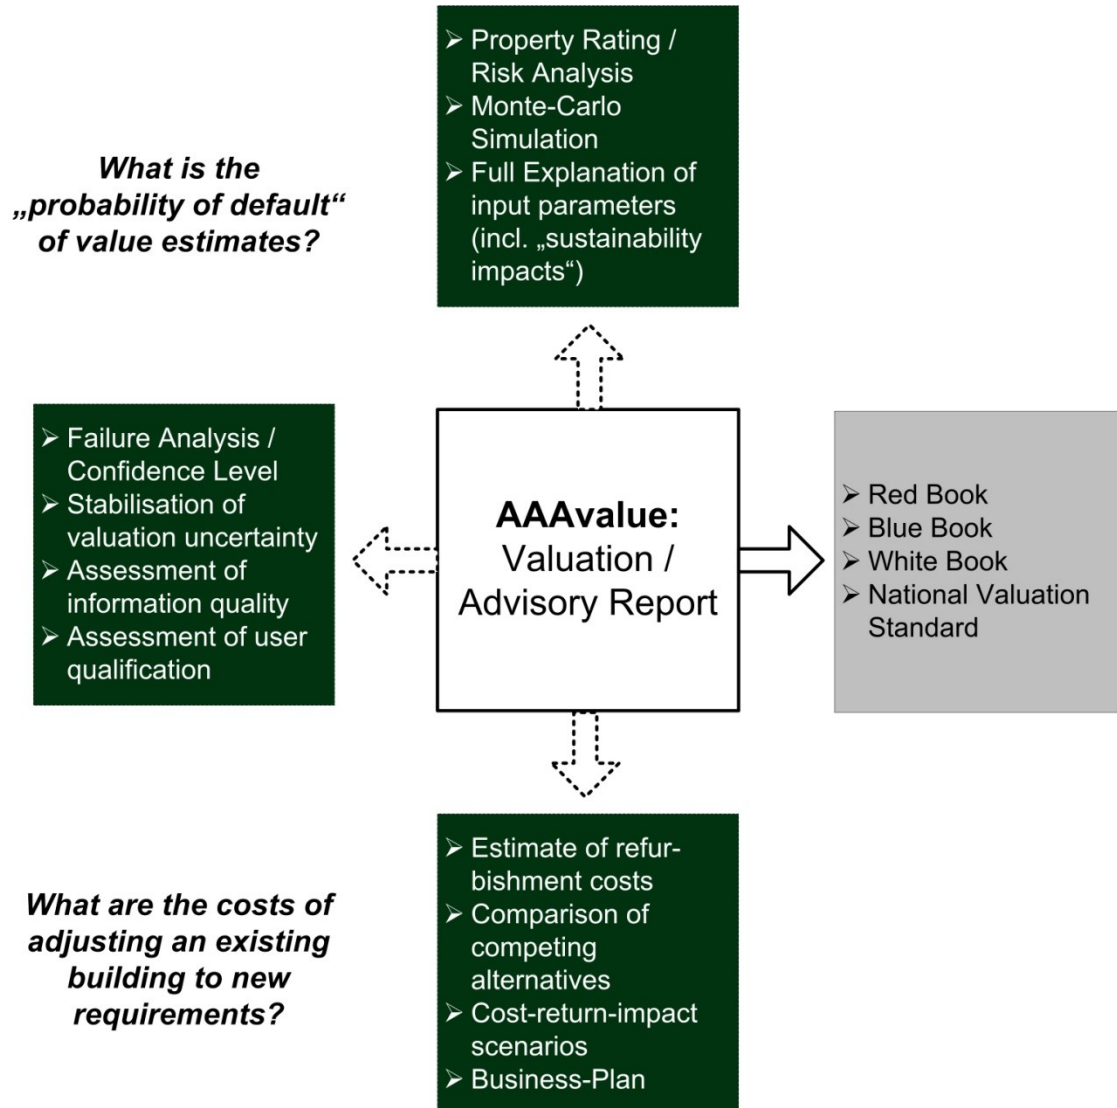 ➢ Property Rating /
Risk Analysis
➢ Monte-Carlo
Simulation
➢ Full Explanation of
input parameters
(incl. „sustainability
impacts“)
What is the
„probability of default“
of value estimates?
➢ Failure Analysis /
Confidence Level
➢ Stabilisation of
valuation uncertainty
➢ Assessment of
information quality
➢ Assessment of user
qualification
AAAvalue:
Valuation /
Advisory Report
➢ Red Book
➢ Blue Book
➢ White Book
➢ National Valuation
Standard
What are the costs of
adjusting an existing
building to new
requirements?
➢ Estimate of refur-
bishment costs
➢ Comparison of
competing
alternatives
➢ Cost-return-impact
scenarios
➢ Business-Plan